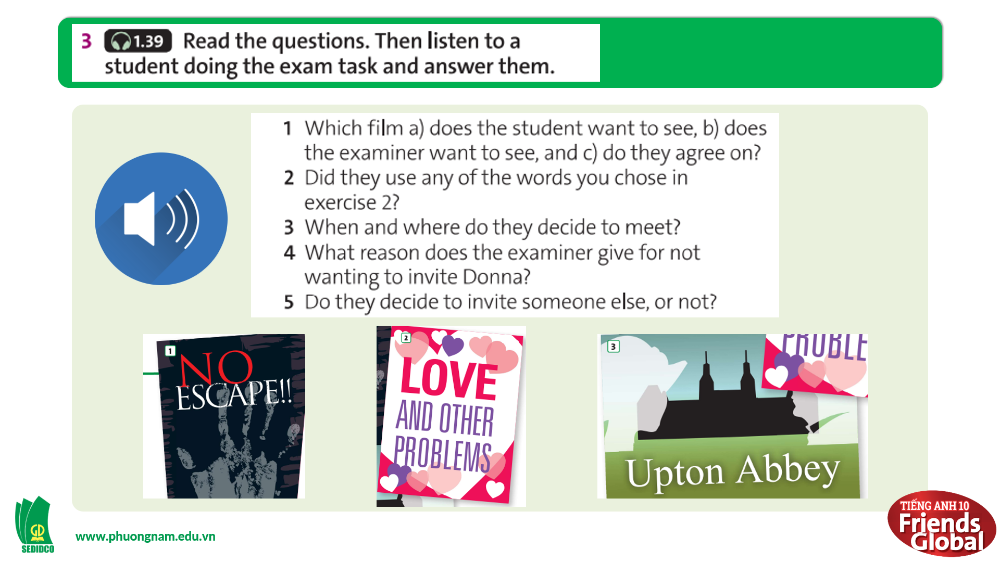 3 1.39 Read the questions. Then listen to a
student doing the exam task and answer them.
1 Which film a) does the student want to see, b) does
the examiner want to see, and c) do they agree on?
2 Did they use any of the words you chose in
exercise 2?
3 When and where do they decide to meet?
4 What reason does the examiner give for not
wanting to invite Donna?
5 Do they decide to invite someone else, or not?
1
NO
ESCAPE!!
2
LOVE
AND OTHER
PROBLEMS
3
PROBLE
Upton Abbey
GD
SEDIDCO
www.phuongnam.edu.vn
TIẾNG ANH 10
Friends
Global